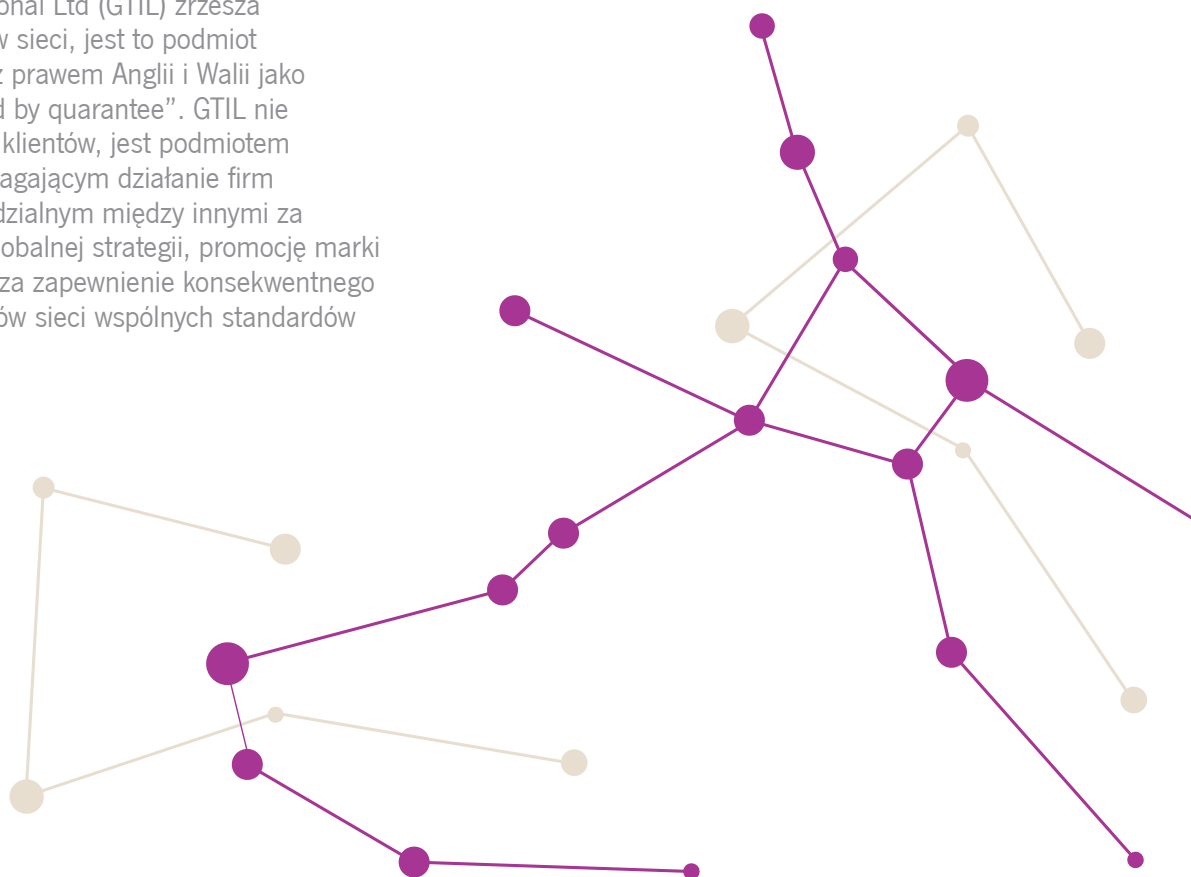 onal Ltd (GTIL) zrzesza
w sieci, jest to podmiot
z prawem Anglii i Walii jako
d by quarantee”. GTIL nie
klientów, jest podmiotem
agającym działanie firm
dzialnym między innymi za
obalnej strategii, promocję marki
za zapewnienie konsekwentnego
ów sieci wspólnych standardów